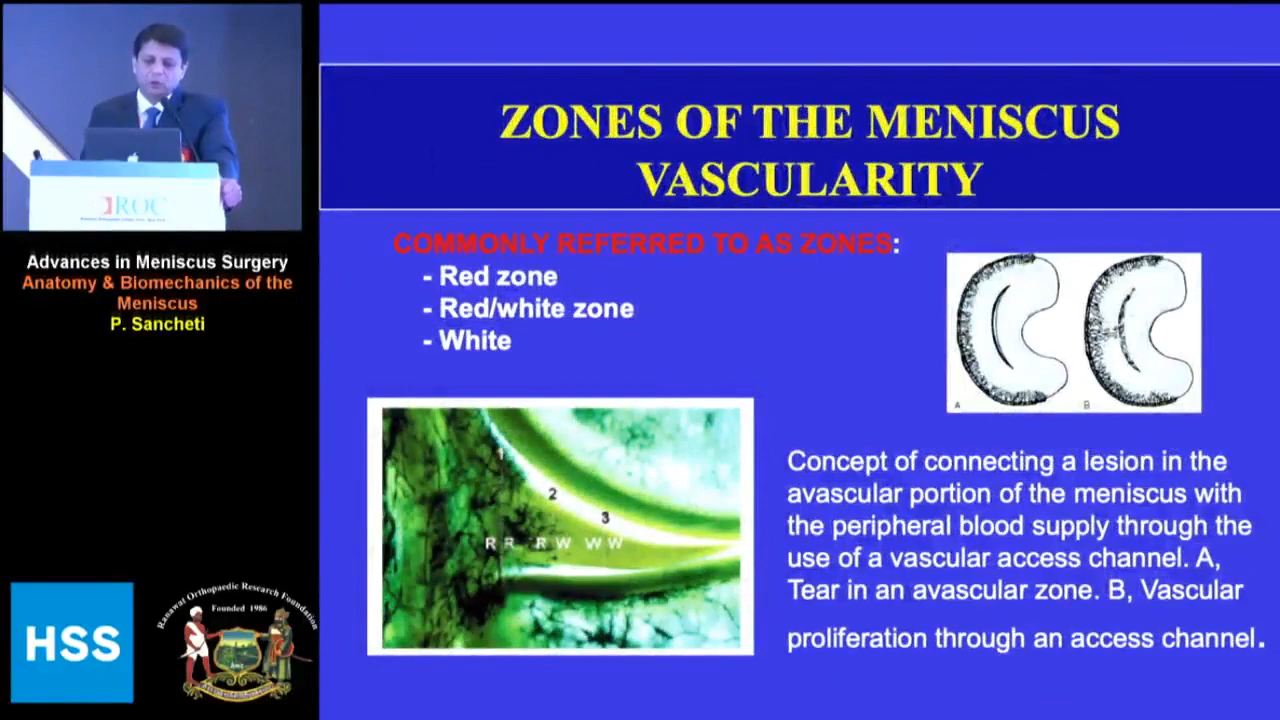 ROC
Advances in Meniscus Surgery
Anatomy & Biomechanics of the
Meniscus
P. Sancheti
HSS
Ranawat Orthopaedic Research Foundation
Founded 1986
ZONES OF THE MENISCUS
VASCULARITY
COMMONLY REFERRED TO AS ZONES:
- Red zone
- Red/white zone
- White
A
B
1
2
3
RR RW WW
Concept of connecting a lesion in the
avascular portion of the meniscus with
the peripheral blood supply through the
use of a vascular access channel. A,
Tear in an avascular zone. B, Vascular
proliferation through an access channel.